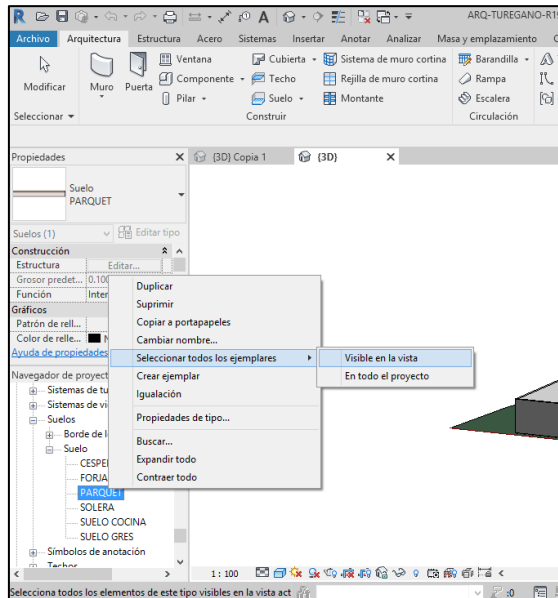 ARQ-TUREGANO-R19
Archivo Arquitectura Estructura Acero Sistemas Insertar Anotar Analizar Masa y emplazamiento
Modificar
Muro
Puerta
Ventana
Componente
Pilar
Cubierta
Techo
Suelo
Sistema de muro cortina
Rejilla de muro cortina
Montante
Barandilla
Rampa
Escalera
Seleccionar
Construir
Circulación
Propiedades
{3D} Copia 1
{3D}
Suelo
PARQUET
Suelos (1)
Editar tipo
Construcción
Estructura Editar...
Grosor predet... 0.100
Función Inter
Gráficos
Patrón de rell...
Color de relle...
Ayuda de propiedades
Duplicar
Suprimir
Copiar a portapapeles
Cambiar nombre...
Seleccionar todos los ejemplares
Crear ejemplar
Igualación
Propiedades de tipo...
Buscar...
Expandir todo
Contraer todo
Visible en la vista
En todo el proyecto
Navegador de proyect
Sistemas de tu
Sistemas de vi
Suelos
Borde de l
Suelo
CESPE
FORJA
PARQUET
SOLERA
SUELO COCINA
SUELO GRES
Símbolos de anotación
Techos
1 : 100
Selecciona todos los elementos de este tipo visibles en la vista act
:0